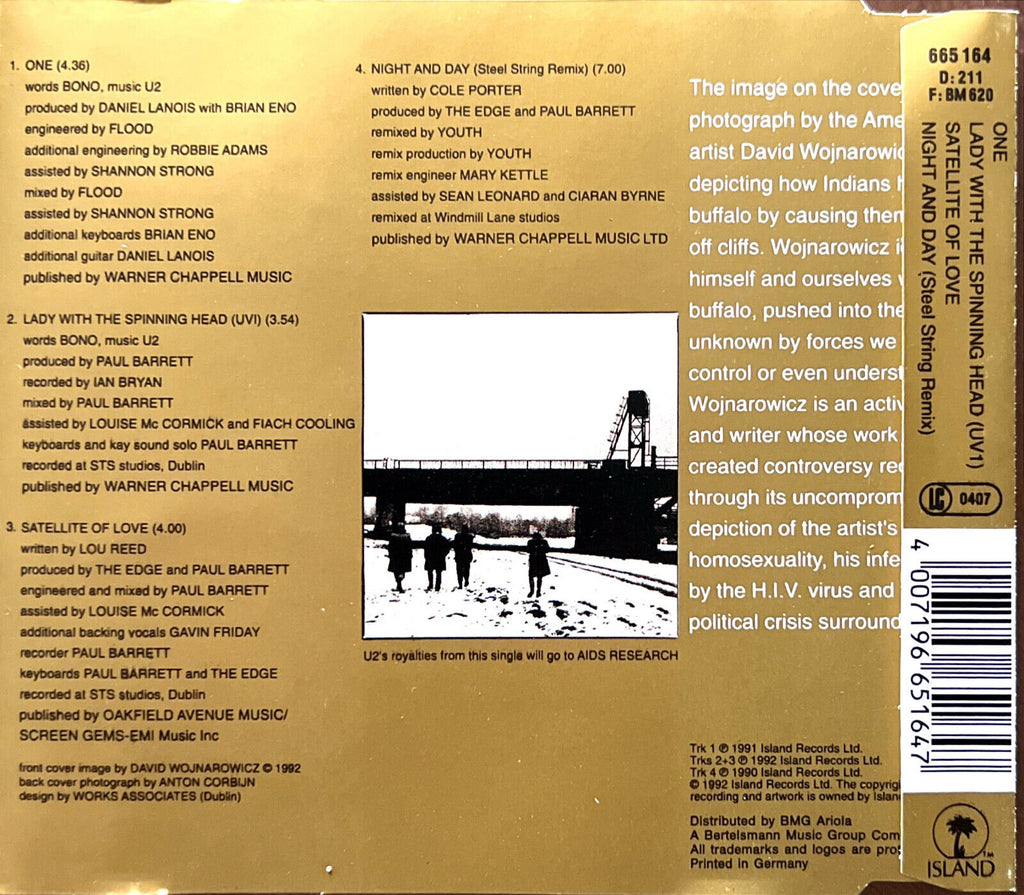 1. ONE (4.36)
words BONO, music U2
produced by DANIEL LANOIS with BRIAN ENO
engineered by FLOOD
additional engineering by ROBBIE ADAMS
assisted by SHANNON STRONG
mixed by FLOOD
assisted by SHANNON STRONG
additional keyboards BRIAN ENO
additional guitar DANIEL LANOIS
published by WARNER CHAPPELL MUSIC
2. LADY WITH THE SPINNING HEAD (UVI) (3.54)
words BONO, music U2
produced by PAUL BARRETT
recorded by IAN BRYAN
mixed by PAUL BARRETT
assisted by LOUISE Mc CORMICK and FIACH COOLING
keyboards and kay sound solo PAUL BARRETT
recorded at STS studios, Dublin
published by WARNER CHAPPELL MUSIC
3. SATELLITE OF LOVE (4.00)
written by LOU REED
produced by THE EDGE and PAUL BARRETT
engineered and mixed by PAUL BARRETT
assisted by LOUISE Mc CORMICK
additional backing vocals GAVIN FRIDAY
recorder PAUL BARRETT
keyboards PAUL BARRETT and THE EDGE
recorded at STS studios, Dublin
published by OAKFIELD AVENUE MUSIC/
SCREEN GEMS-EMI Music Inc
front cover image by DAVID WOJNAROWICZ © 1992
back cover photograph by ANTON CORBIJN
design by WORKS ASSOCIATES (Dublin)
4. NIGHT AND DAY (Steel String Remix) (7.00)
written by COLE PORTER
produced by THE EDGE and PAUL BARRETT
remixed by YOUTH
remix production by YOUTH
remix engineer MARY KETTLE
assisted by SEAN LEONARD and CIARAN BYRNE
remixed at Windmill Lane studios
published by WARNER CHAPPELL MUSIC LTD
U2's royalties from this single will go to AIDS RESEARCH
The image on the cove
photograph by the Ame
artist David Wojnarowic
depicting how Indians h
buffalo by causing them
off cliffs. Wojnarowicz i
himself and ourselves
buffalo, pushed into the
unknown by forces we
control or even underst
Wojnarowicz is an activ
and writer whose work
created controversy rec
through its uncomprom
depiction of the artist's
homosexuality, his infe
by the H.I.V. virus and
political crisis surround
Trk 1 ℗ 1991 Island Records Ltd.
Trks 2+3 ℗ 1992 Island Records Ltd.
Trk 4 ℗ 1990 Island Records Ltd.
© 1992 Island Records Ltd. The copyrig
recording and artwork is owned by Islan
Distributed by BMG Ariola
A Bertelsmann Music Group Com
All trademarks and logos are pro
Printed in Germany
665 164
D: 211
F: BM 620
ONE
LADY WITH THE SPINNING HEAD (UV1)
SATELLITE OF LOVE
NIGHT AND DAY (Steel String Remix)
LC 0407
4 007196 651647
ISLAND™